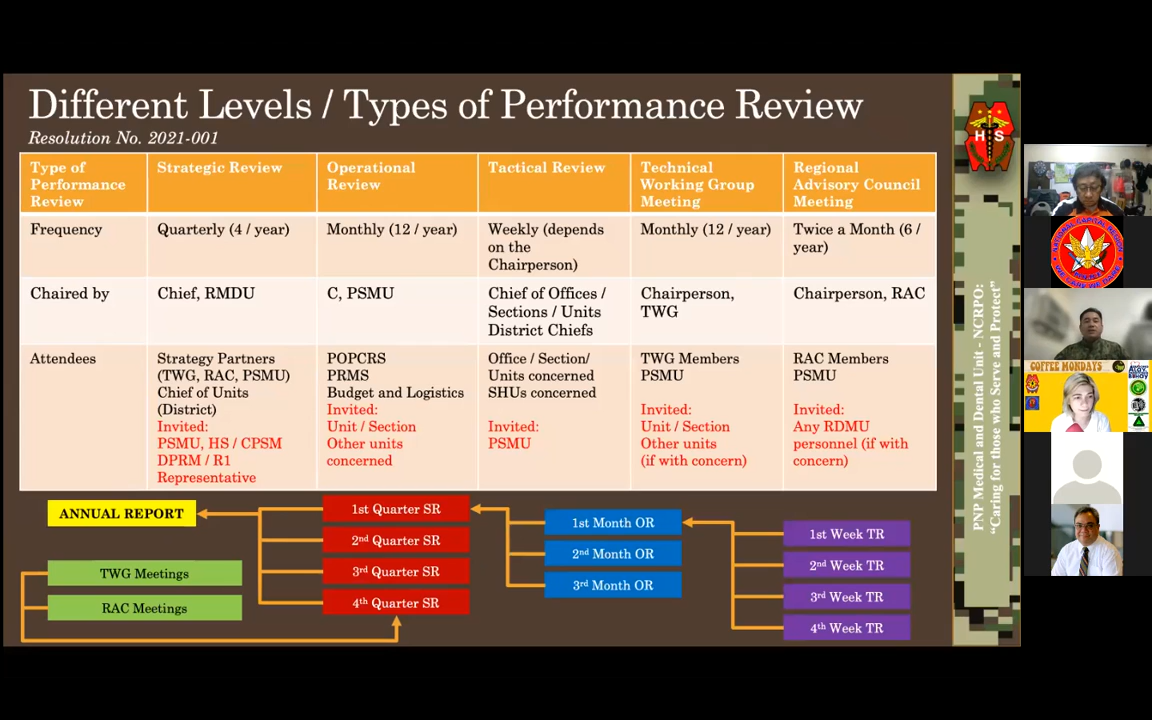 Different Levels / Types of Performance Review
Resolution No. 2021-001
Type of
Performance
Review
Strategic Review
Operational
Review
Tactical Review
Technical
Working Group
Meeting
Regional
Advisory Council
Meeting
Frequency
Quarterly (4 / year)
Monthly (12 / year)
Weekly (depends
on the
Chairperson)
Monthly (12 / year)
Twice a Month (6 /
year)
Chaired by
Chief, RMDU
C, PSMU
Chief of Offices /
Sections / Units
District Chiefs
Chairperson,
TWG
Chairperson, RAC
Attendees
Strategy Partners
(TWG, RAC, PSMU)
Chief of Units
(District)
Invited:
PSMU, HS / CPSM
DPRM / R1
Representative
POPCRS
PRMS
Budget and Logistics
Invited:
Unit / Section
Other units
concerned
Office / Section/
Units concerned
SHUs concerned
Invited:
PSMU
TWG Members
PSMU
Invited:
Unit / Section
Other units
(if with concern)
RAC Members
PSMU
Invited:
Any RDMU
personnel (if with
concern)
ANNUAL REPORT
TWG Meetings
RAC Meetings
1st Quarter SR
2nd Quarter SR
3rd Quarter SR
4th Quarter SR
1st Month OR
2nd Month OR
3rd Month OR
1st Week TR
2nd Week TR
3rd Week TR
4th Week TR
H S
PNP Medical and Dental Unit - NCRPO:
"Caring for those who Serve and Protect"
NATIONAL CAPITAL REGION
WE CARE WE DARE
COFFEE MONDAYS